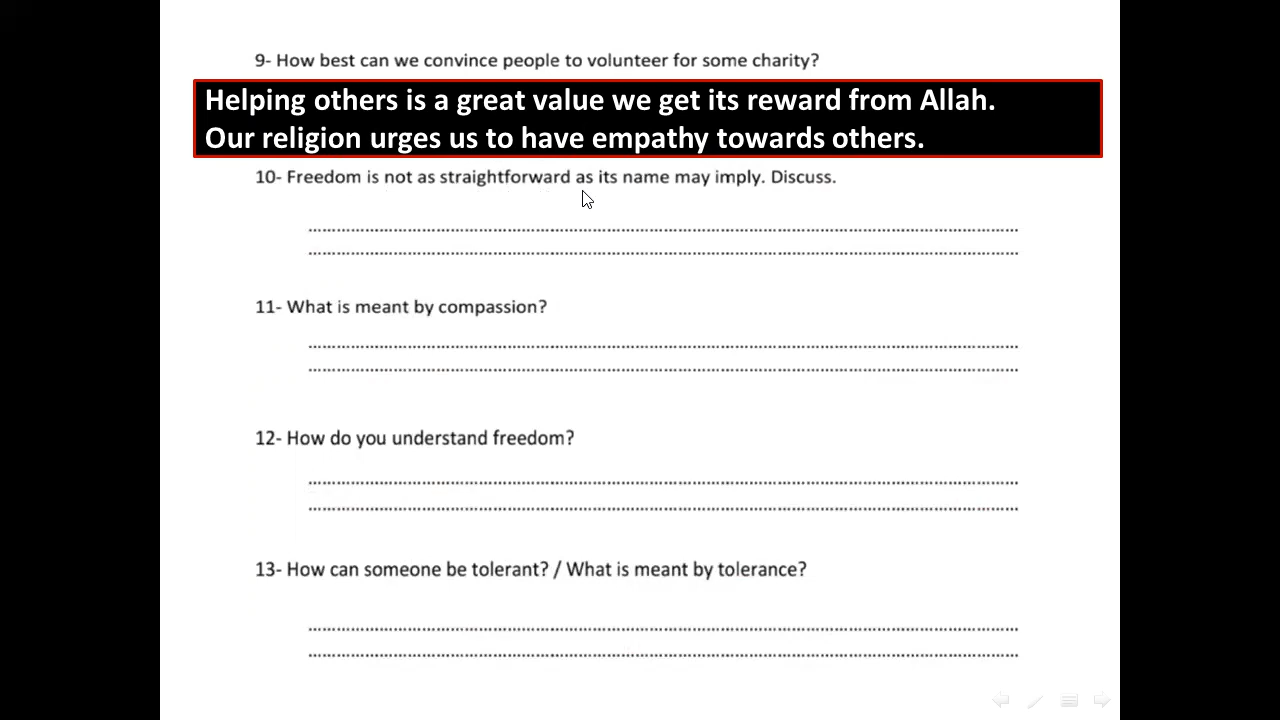 9- How best can we convince people to volunteer for some charity?
Helping others is a great value we get its reward from Allah.
Our religion urges us to have empathy towards others.
10- Freedom is not as straightforward as its name may imply. Discuss.
11- What is meant by compassion?
12- How do you understand freedom?
13- How can someone be tolerant? / What is meant by tolerance?